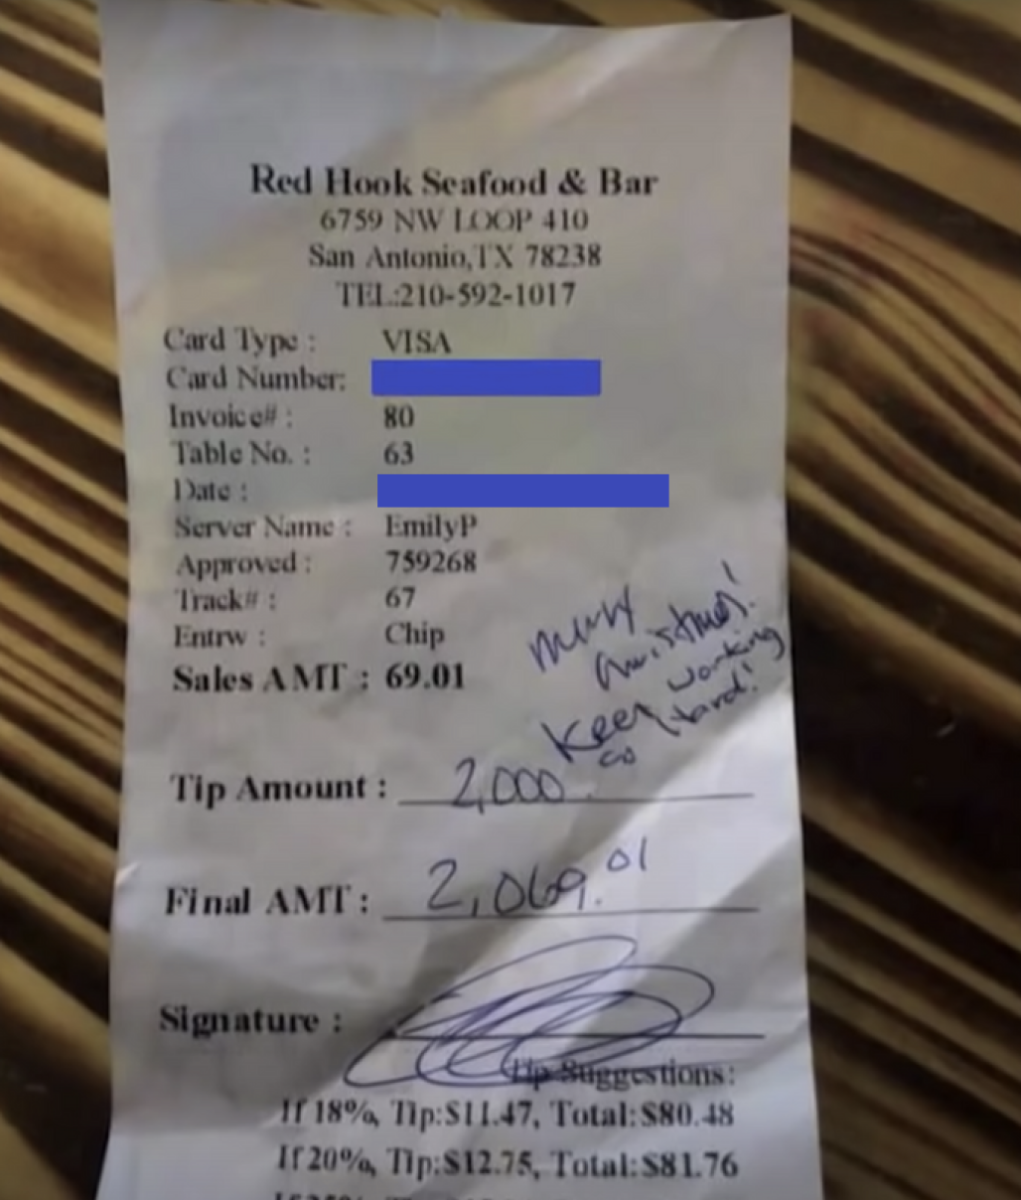 Red Hook Seafood & Bar
6759 NW LOOP 410
San Antonio,TX 78238
TEL:210-592-1017
Card Type : VISA
Card Number:
Invoice# : 80
Table No. : 63
Date :
Server Name : EmilyP
Approved : 759268
Track# : 67
Entrw : Chip
Sales AMT : 69.01
Merry
Christmas!
Keep working
so Hard!
Tip Amount : 2,000.
Final AMT : 2,069.01
Signature :
Tip Suggestions:
If 18%, Tip:$11.47, Total:$80.48
If 20%, Tip:$12.75, Total:$81.76